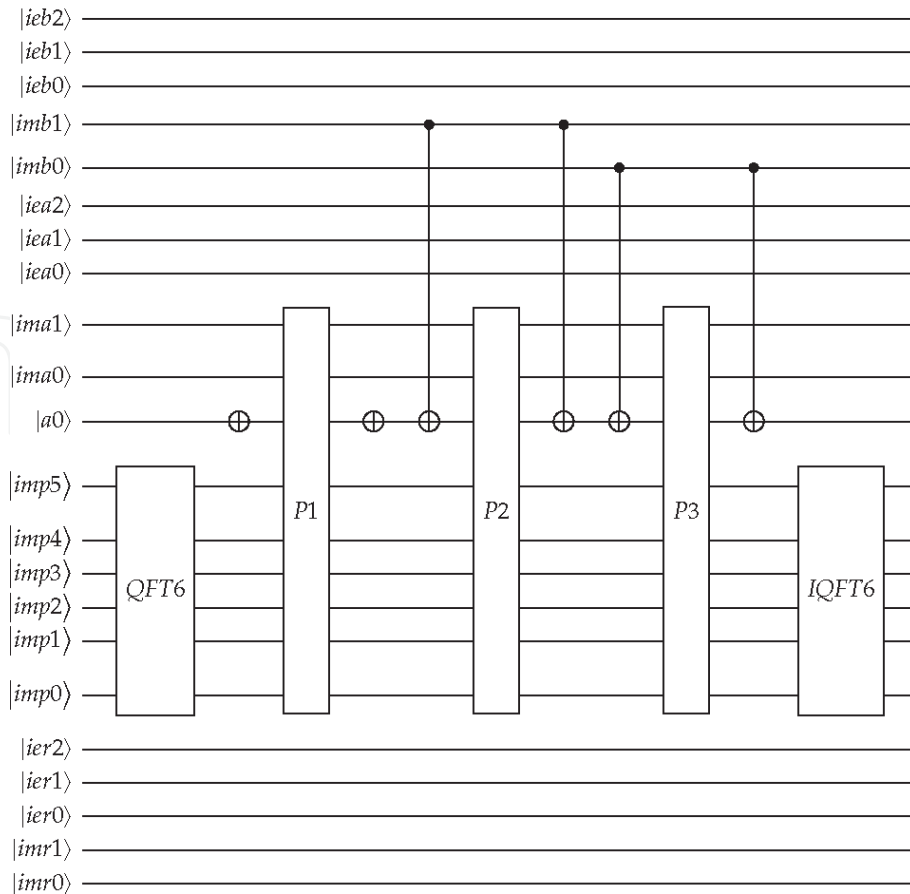 |ieb2⟩
|ieb1⟩
|ieb0⟩
|imb1⟩
|imb0⟩
|iea2⟩
|iea1⟩
|iea0⟩
|ima1⟩
|ima0⟩
|a0⟩
|imp5⟩
P1 P2 P3
|imp4⟩
|imp3⟩
QFT6 IQFT6
|imp2⟩
|imp1⟩
|imp0⟩
|ier2⟩
|ier1⟩
|ier0⟩
|imr1⟩
|imr0⟩